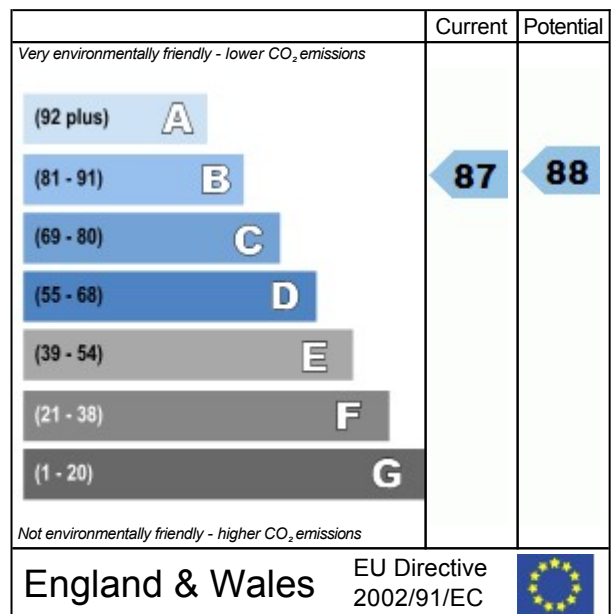 Current Potential
Very environmentally friendly - lower CO₂ emissions
(92 plus) A
(81 - 91) B 87 88
(69 - 80) C
(55 - 68) D
(39 - 54) E
(21 - 38) F
(1 - 20) G
Not environmentally friendly - higher CO₂ emissions
England & Wales
EU Directive
2002/91/EC